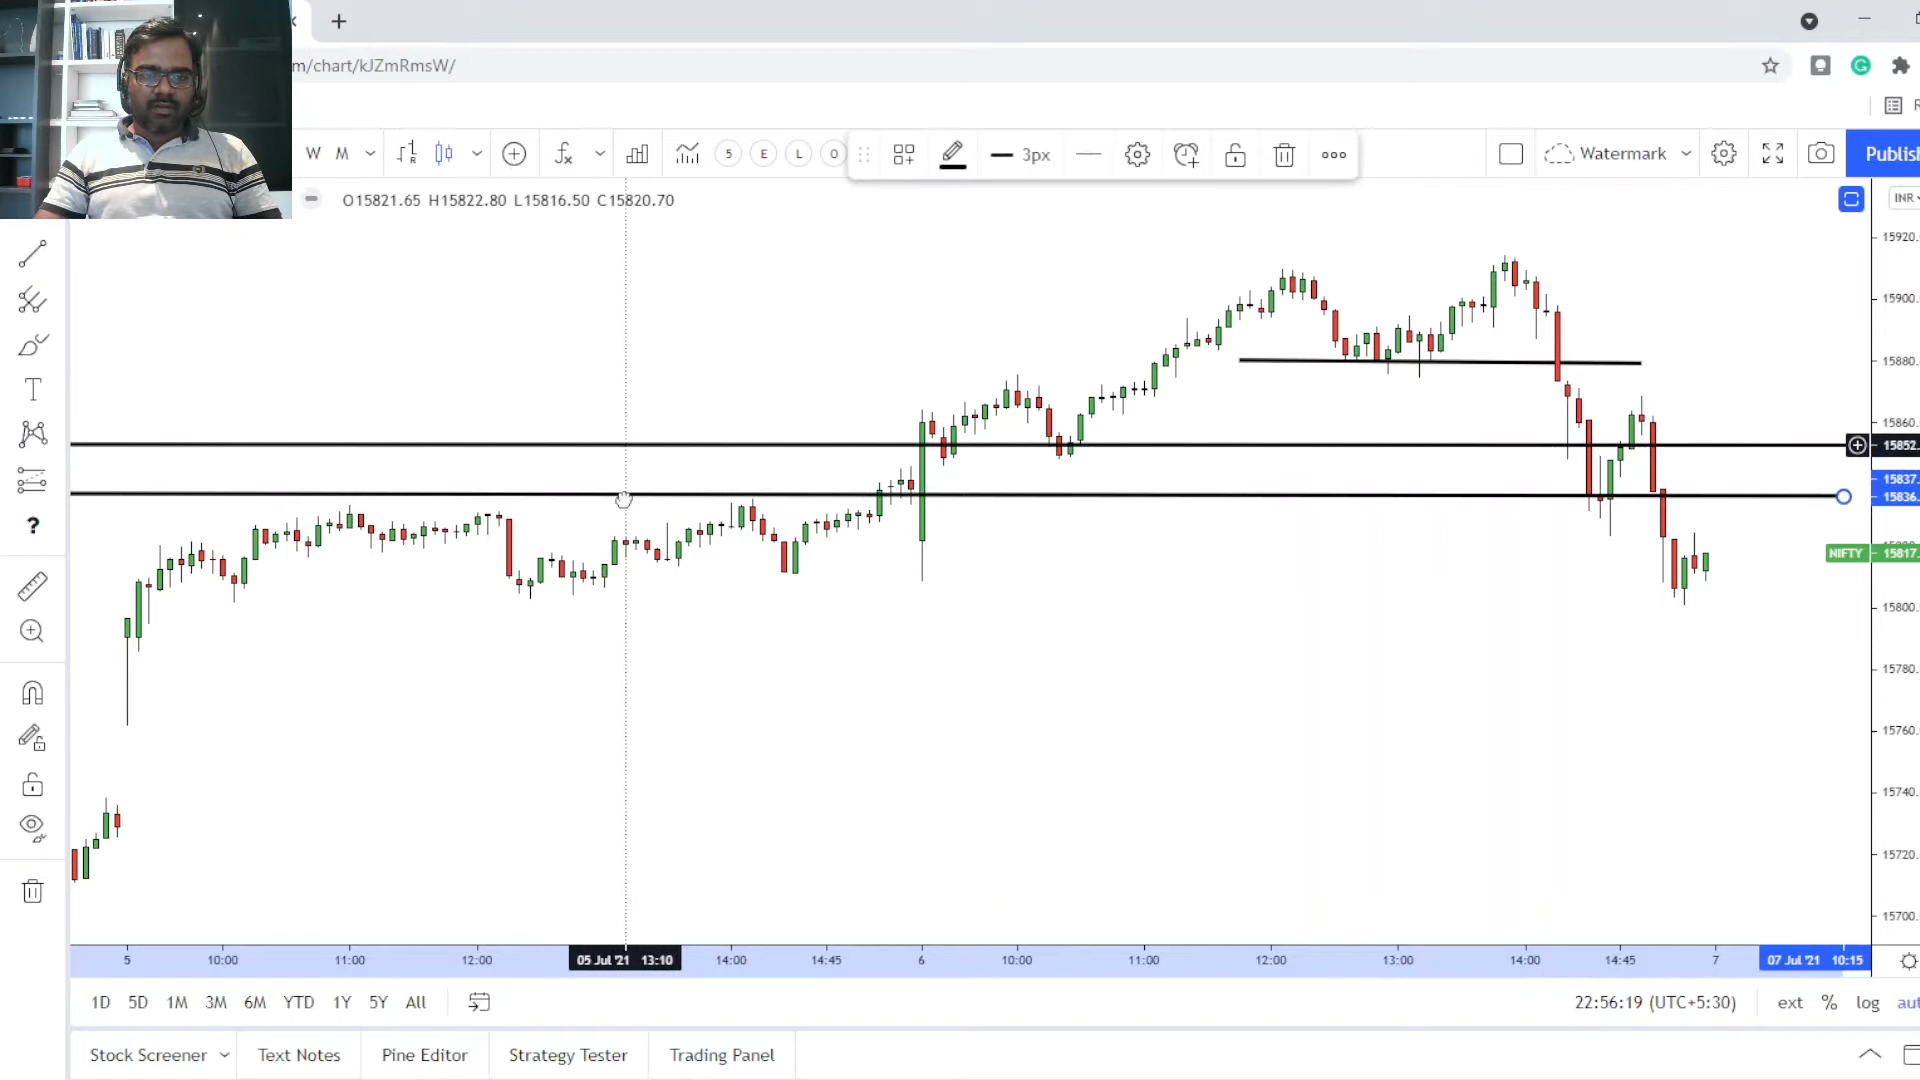 m/chart/kJZmRmsW/
W M 5 E L O 3px Watermark Publish
O15821.65 H15822.80 L15816.50 C15820.70
INR
15920.
15900.
15880.
15860.
15852.
15837.
15836.
NIFTY 15817.
15800.
15780.
15760.
15740.
15720.
15700.
T
?
5 10:00 11:00 12:00 05 Jul '21 13:10 14:00 14:45 6 10:00 11:00 12:00 13:00 14:00 14:45 7 07 Jul '21 10:15
1D 5D 1M 3M 6M YTD 1Y 5Y All 22:56:19 (UTC+5:30) ext % log
Stock Screener Text Notes Pine Editor Strategy Tester Trading Panel